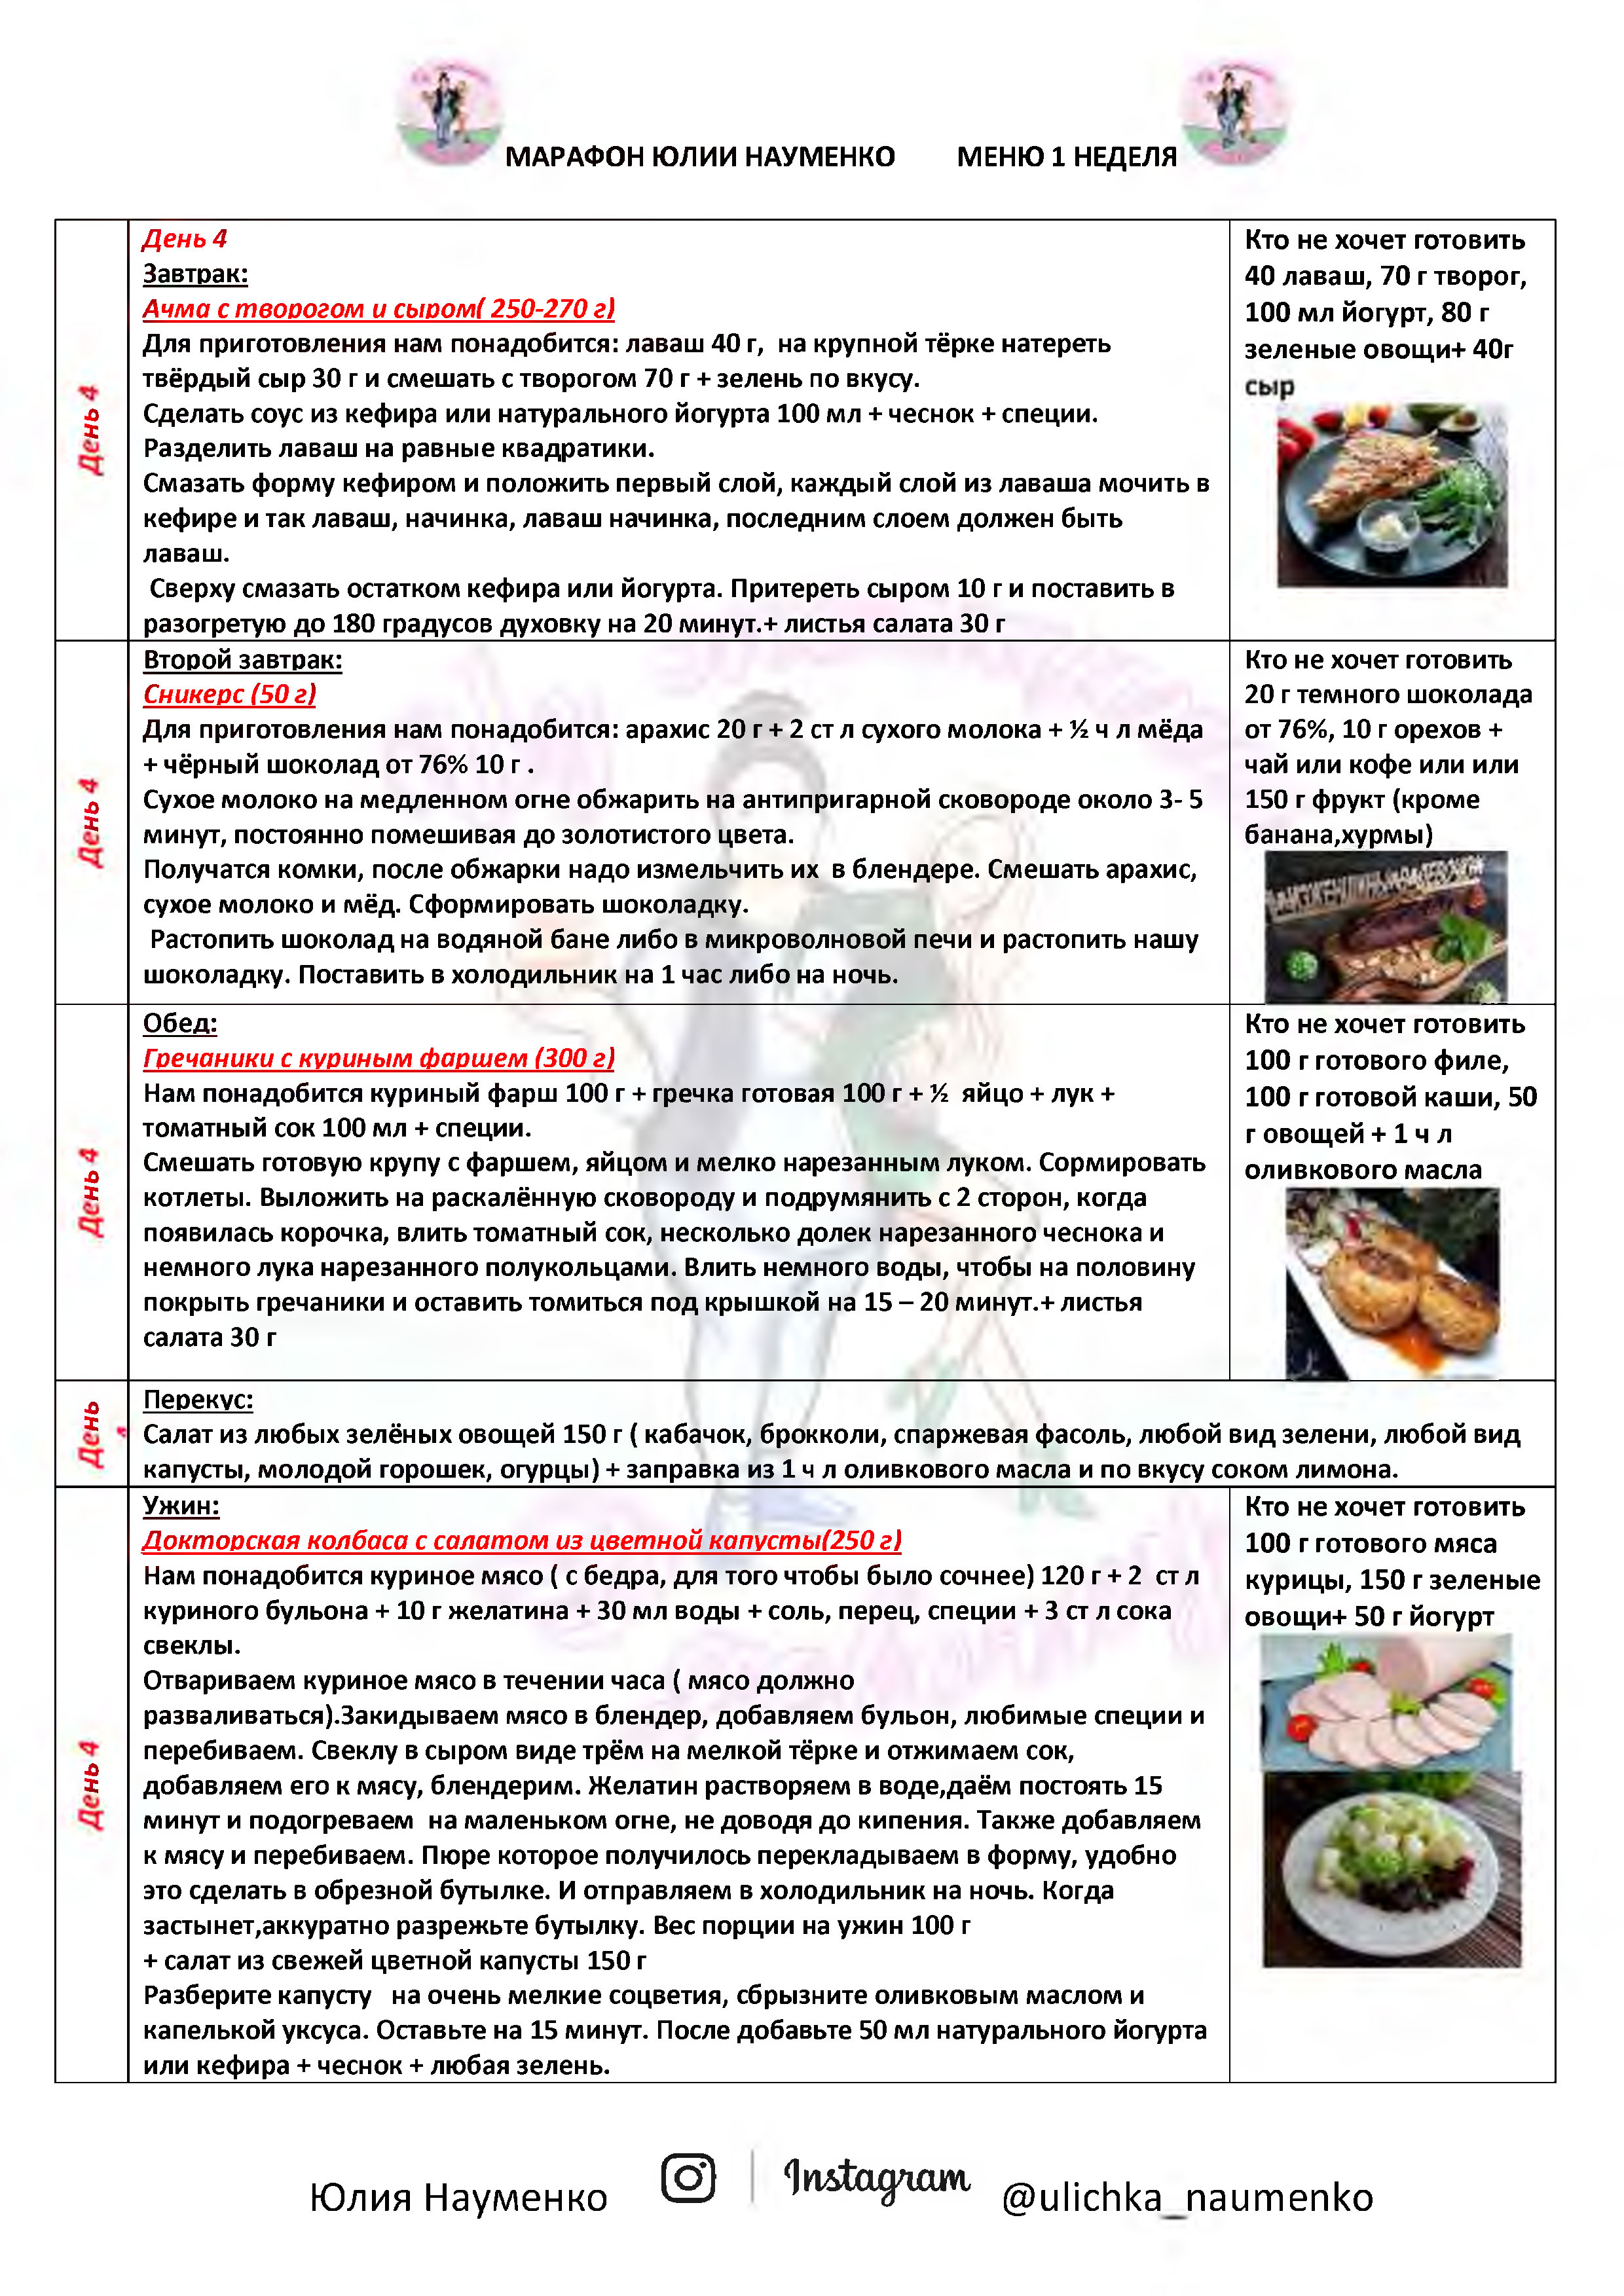 МАРАФОН ЮЛИИ НАУМЕНКО МЕНЮ 1 НЕДЕЛЯ
День 4
День 4
Завтрак:
Ачма с творогом и сыром( 250-270 г)
Для приготовления нам понадобится: лаваш 40 г, на крупной тёрке натереть
твёрдый сыр 30 г и смешать с творогом 70 г + зелень по вкусу.
Сделать соус из кефира или натурального йогурта 100 мл + чеснок + специи.
Разделить лаваш на равные квадратики.
Смазать форму кефиром и положить первый слой, каждый слой из лаваша мочить в
кефире и так лаваш, начинка, лаваш начинка, последним слоем должен быть
лаваш.
Сверху смазать остатком кефира или йогурта. Притереть сыром 10 г и поставить в
разогретую до 180 градусов духовку на 20 минут.+ листья салата 30 г
Кто не хочет готовить
40 лаваш, 70 г творог,
100 мл йогурт, 80 г
зеленые овощи+ 40г
сыр
День 4
Второй завтрак:
Сникерс (50 г)
Для приготовления нам понадобится: арахис 20 г + 2 ст л сухого молока + ½ ч л мёда
+ чёрный шоколад от 76% 10 г .
Сухое молоко на медленном огне обжарить на антипригарной сковороде около 3- 5
минут, постоянно помешивая до золотистого цвета.
Получатся комки, после обжарки надо измельчить их в блендере. Смешать арахис,
сухое молоко и мёд. Сформировать шоколадку.
Растопить шоколад на водяной бане либо в микроволновой печи и растопить нашу
шоколадку. Поставить в холодильник на 1 час либо на ночь.
Кто не хочет готовить
20 г темного шоколада
от 76%, 10 г орехов +
чай или кофе или или
150 г фрукт (кроме
банана,хурмы)
День 4
Обед:
Гречаники с куриным фаршем (300 г)
Нам понадобится куриный фарш 100 г + гречка готовая 100 г + ½ яйцо + лук +
томатный сок 100 мл + специи.
Смешать готовую крупу с фаршем, яйцом и мелко нарезанным луком. Сормировать
котлеты. Выложить на раскалённую сковороду и подрумянить с 2 сторон, когда
появилась корочка, влить томатный сок, несколько долек нарезанного чеснока и
немного лука нарезанного полукольцами. Влить немного воды, чтобы на половину
покрыть гречаники и оставить томиться под крышкой на 15 – 20 минут.+ листья
салата 30 г
Кто не хочет готовить
100 г готового филе,
100 г готовой каши, 50
г овощей + 1 ч л
оливкового масла
День
4
Перекус:
Салат из любых зелёных овощей 150 г ( кабачок, брокколи, спаржевая фасоль, любой вид зелени, любой вид
капусты, молодой горошек, огурцы) + заправка из 1 ч л оливкового масла и по вкусу соком лимона.
День 4
Ужин:
Докторская колбаса с салатом из цветной капусты(250 г)
Нам понадобится куриное мясо ( с бедра, для того чтобы было сочнее) 120 г + 2 ст л
куриного бульона + 10 г желатина + 30 мл воды + соль, перец, специи + 3 ст л сока
свеклы.
Отвариваем куриное мясо в течении часа ( мясо должно
разваливаться).Закидываем мясо в блендер, добавляем бульон, любимые специи и
перебиваем. Свеклу в сыром виде трём на мелкой тёрке и отжимаем сок,
добавляем его к мясу, блендерим. Желатин растворяем в воде,даём постоять 15
минут и подогреваем на маленьком огне, не доводя до кипения. Также добавляем
к мясу и перебиваем. Пюре которое получилось перекладываем в форму, удобно
это сделать в обрезной бутылке. И отправляем в холодильник на ночь. Когда
застынет,аккуратно разрежьте бутылку. Вес порции на ужин 100 г
+ салат из свежей цветной капусты 150 г
Разберите капусту на очень мелкие соцветия, сбрызните оливковым маслом и
капелькой уксуса. Оставьте на 15 минут. После добавьте 50 мл натурального йогурта
или кефира + чеснок + любая зелень.
Кто не хочет готовить
100 г готового мяса
курицы, 150 г зеленые
овощи+ 50 г йогурт
Юлия Науменко Instagram @ulichka_naumenko